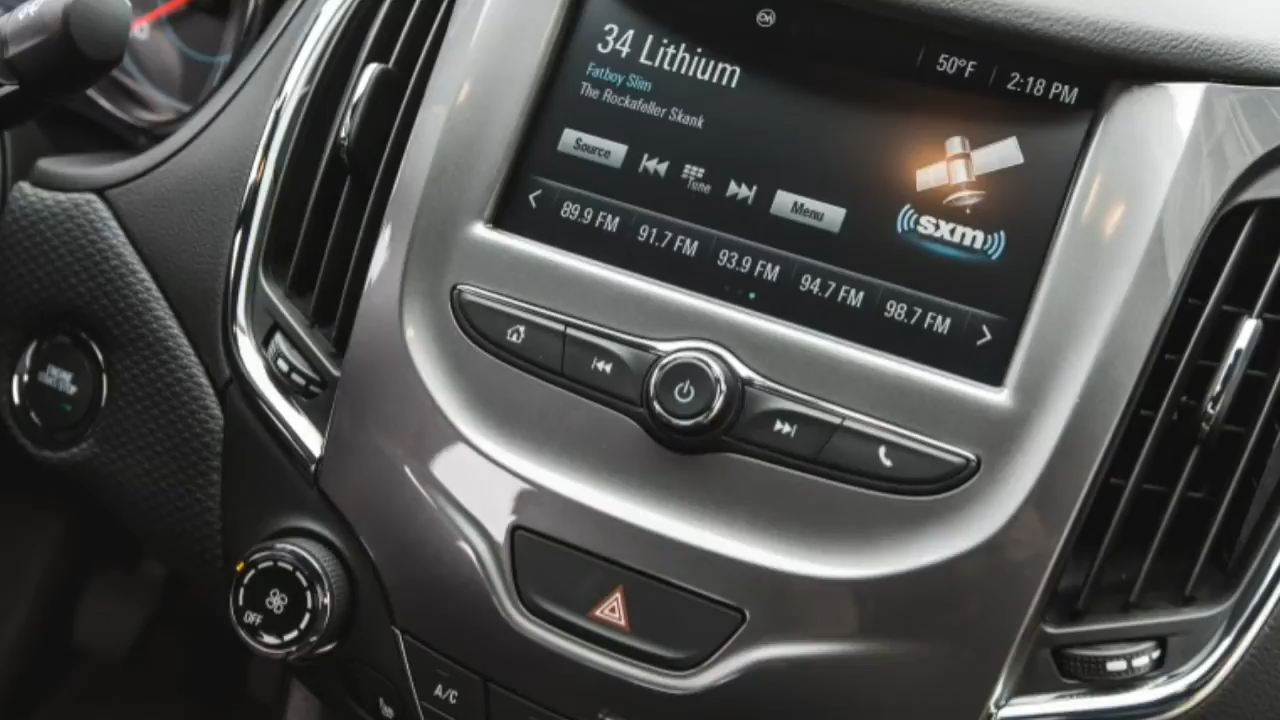 34 Lithium
50°F
2:18 PM
Fatboy Slim
The Rockafeller Skank
Source
Tune
Menu
sxm
89.9 FM
91.7 FM
93.9 FM
94.7 FM
98.7 FM
OFF
A/C